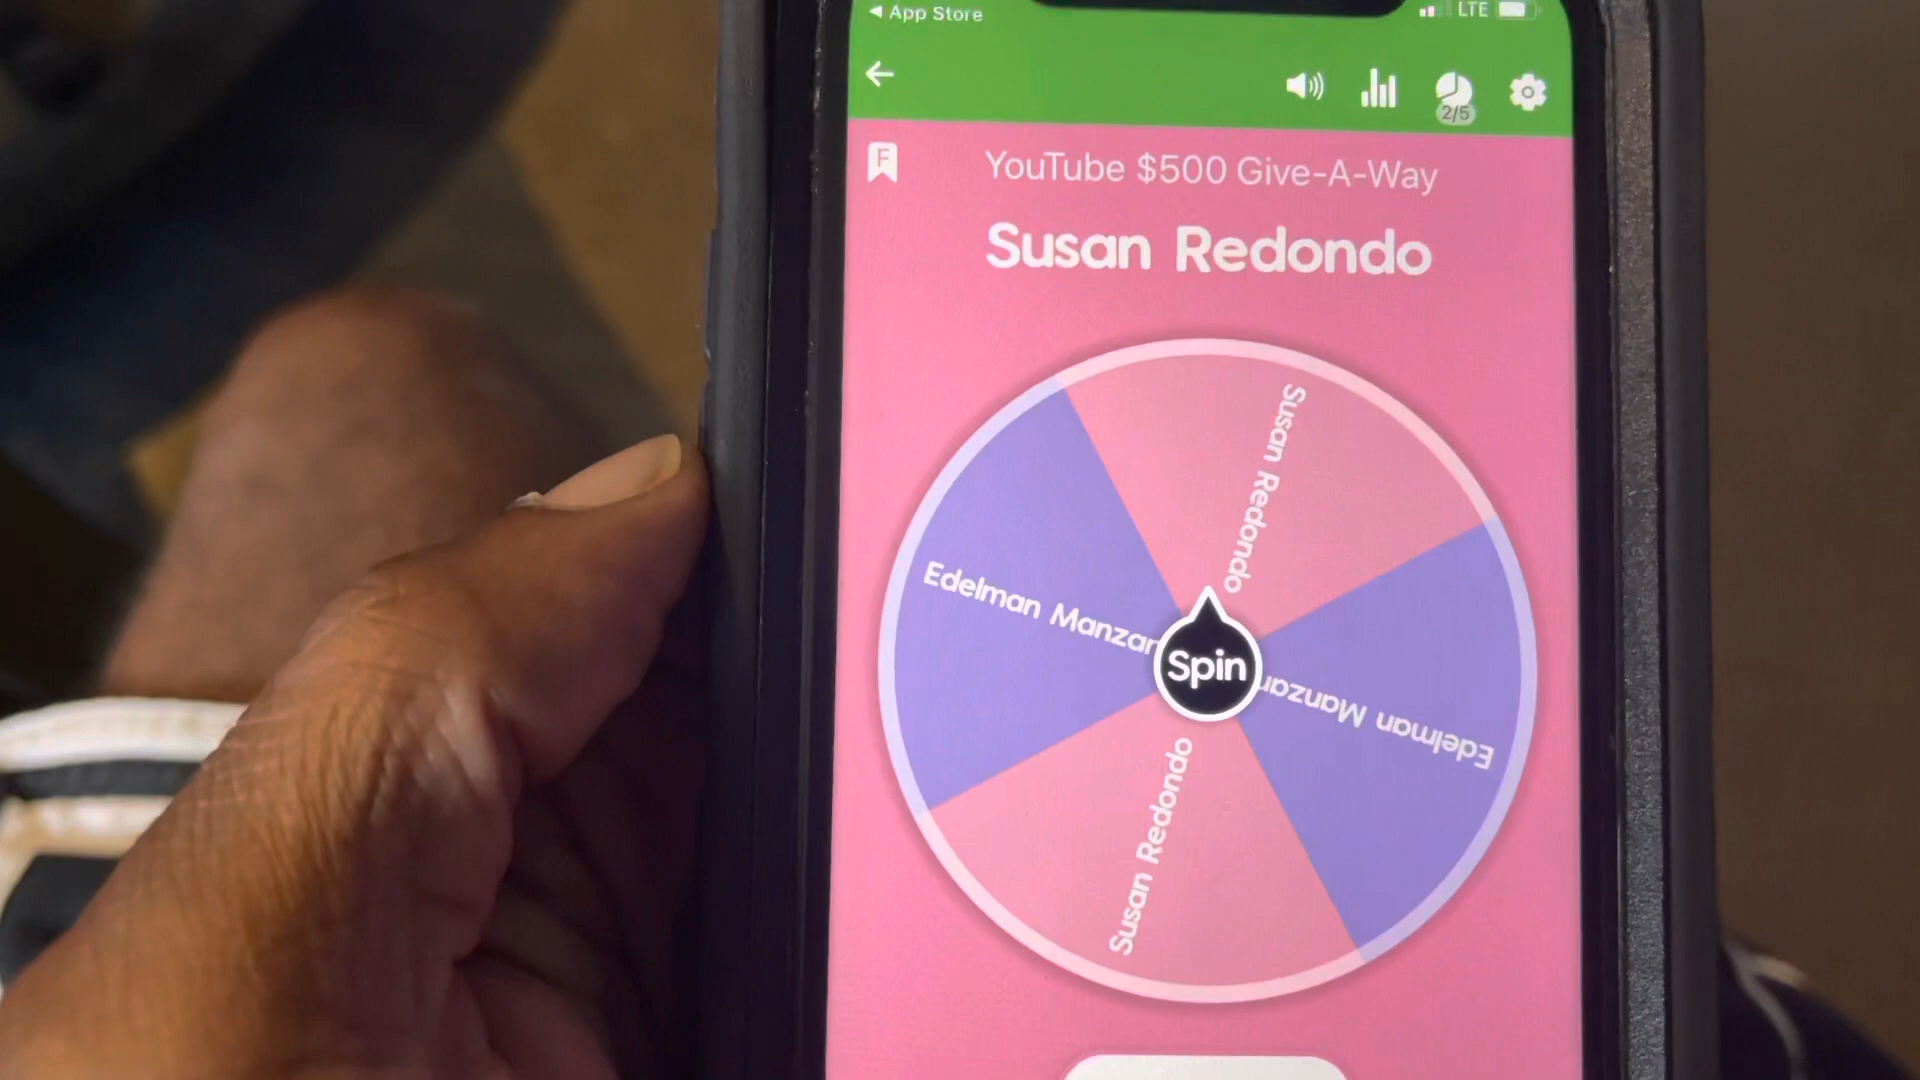 App Store
LTE
2/5
F
YouTube $500 Give-A-Way
Susan Redondo
Susan Redondo
Edelman Manzan
Spin
Edelman Manzan
Susan Redondo